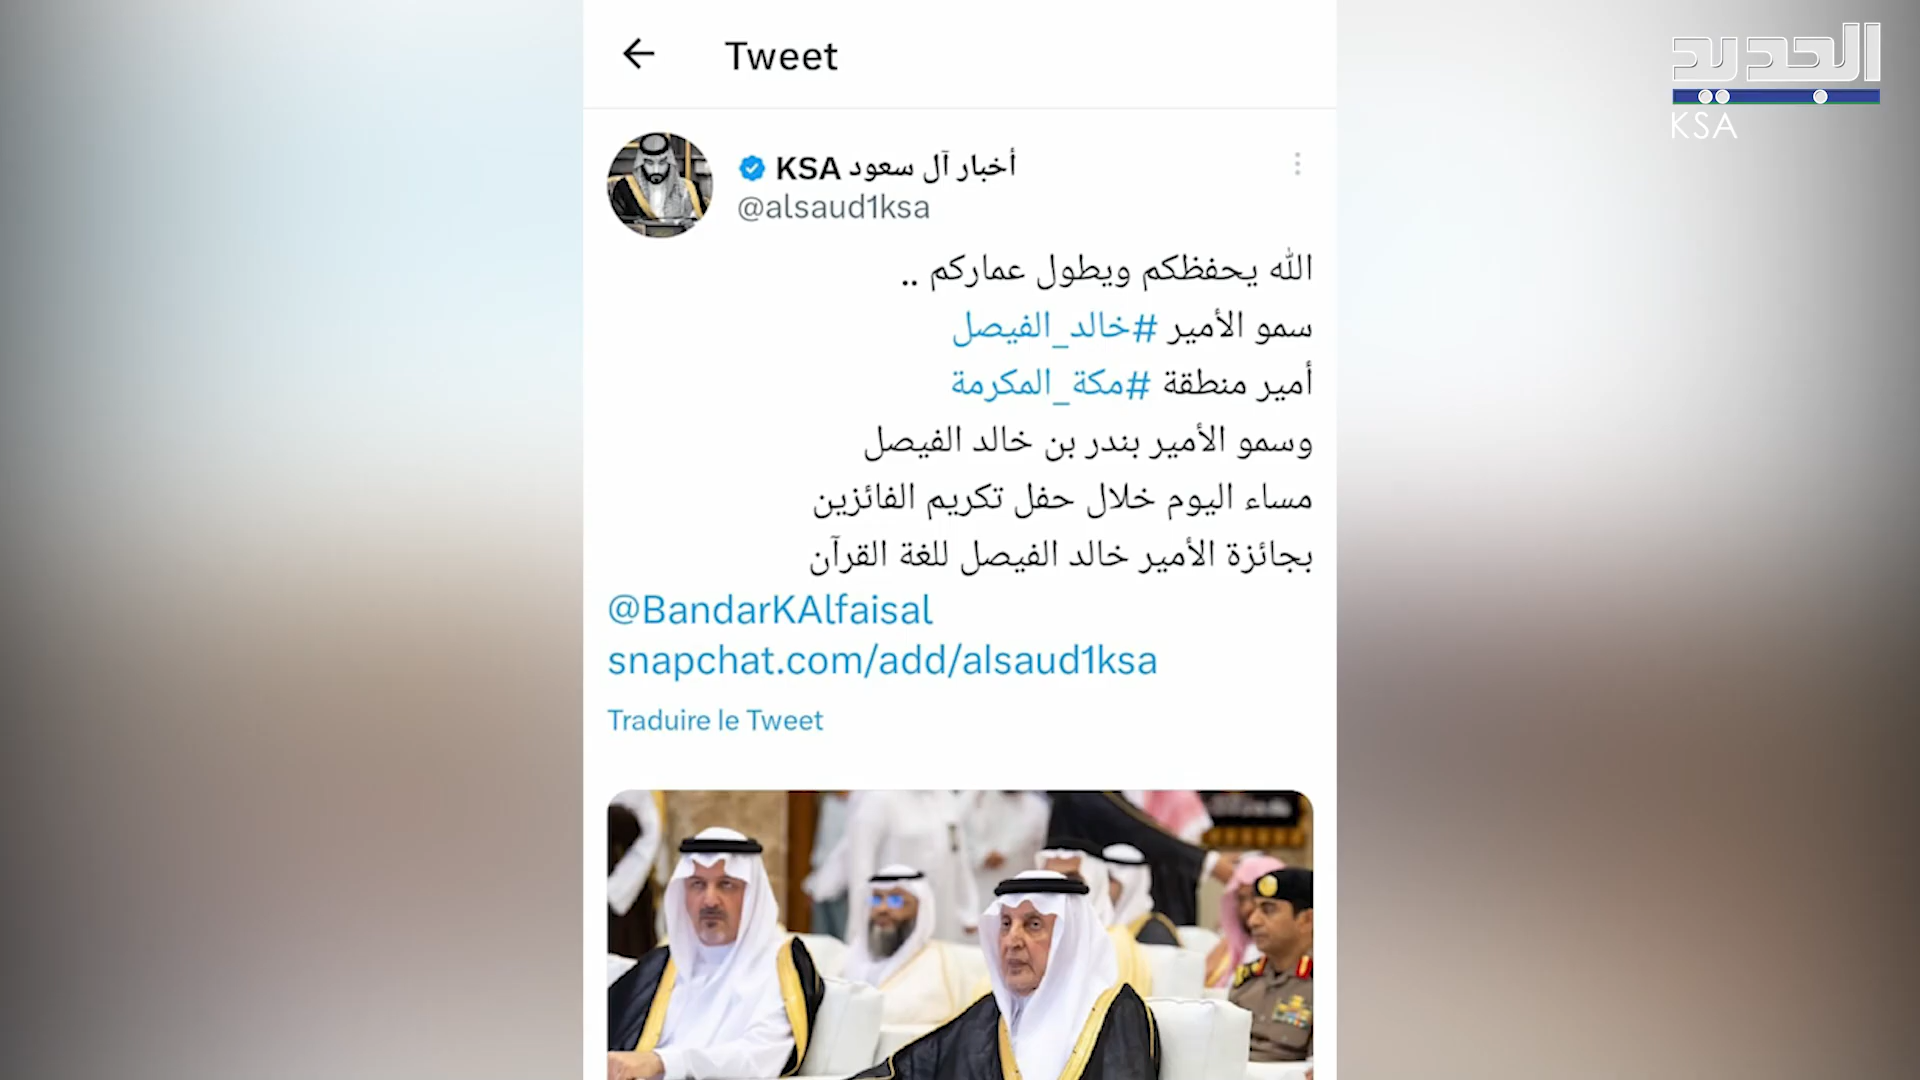 الجديد
KSA
Tweet
أخبار آل سعود KSA
@alsaud1ksa
الله يحفظكم ويطول عماركم ..
سمو الأمير #خالد_الفيصل
أمير منطقة #مكة_المكرمة
وسمو الأمير بندر بن خالد الفيصل
مساء اليوم خلال حفل تكريم الفائزين
بجائزة الأمير خالد الفيصل للغة القرآن
@BandarKAlfaisal
snapchat.com/add/alsaud1ksa
Traduire le Tweet